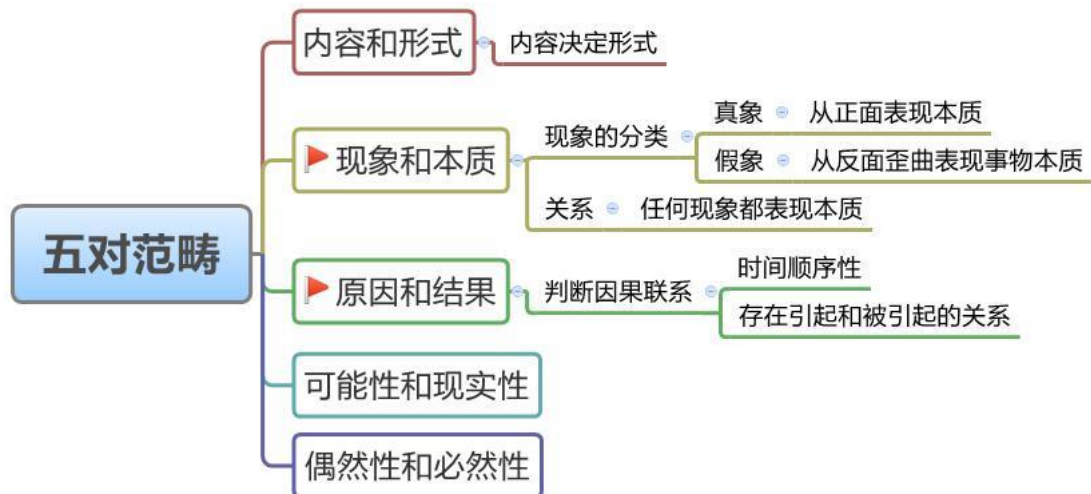 五对范畴
内容和形式
内容决定形式
现象和本质
现象的分类
真象
从正面表现本质
假象
从反面歪曲表现事物本质
关系
任何现象都表现本质
原因和结果
判断因果联系
时间顺序性
存在引起和被引起的关系
可能性和现实性
偶然性和必然性